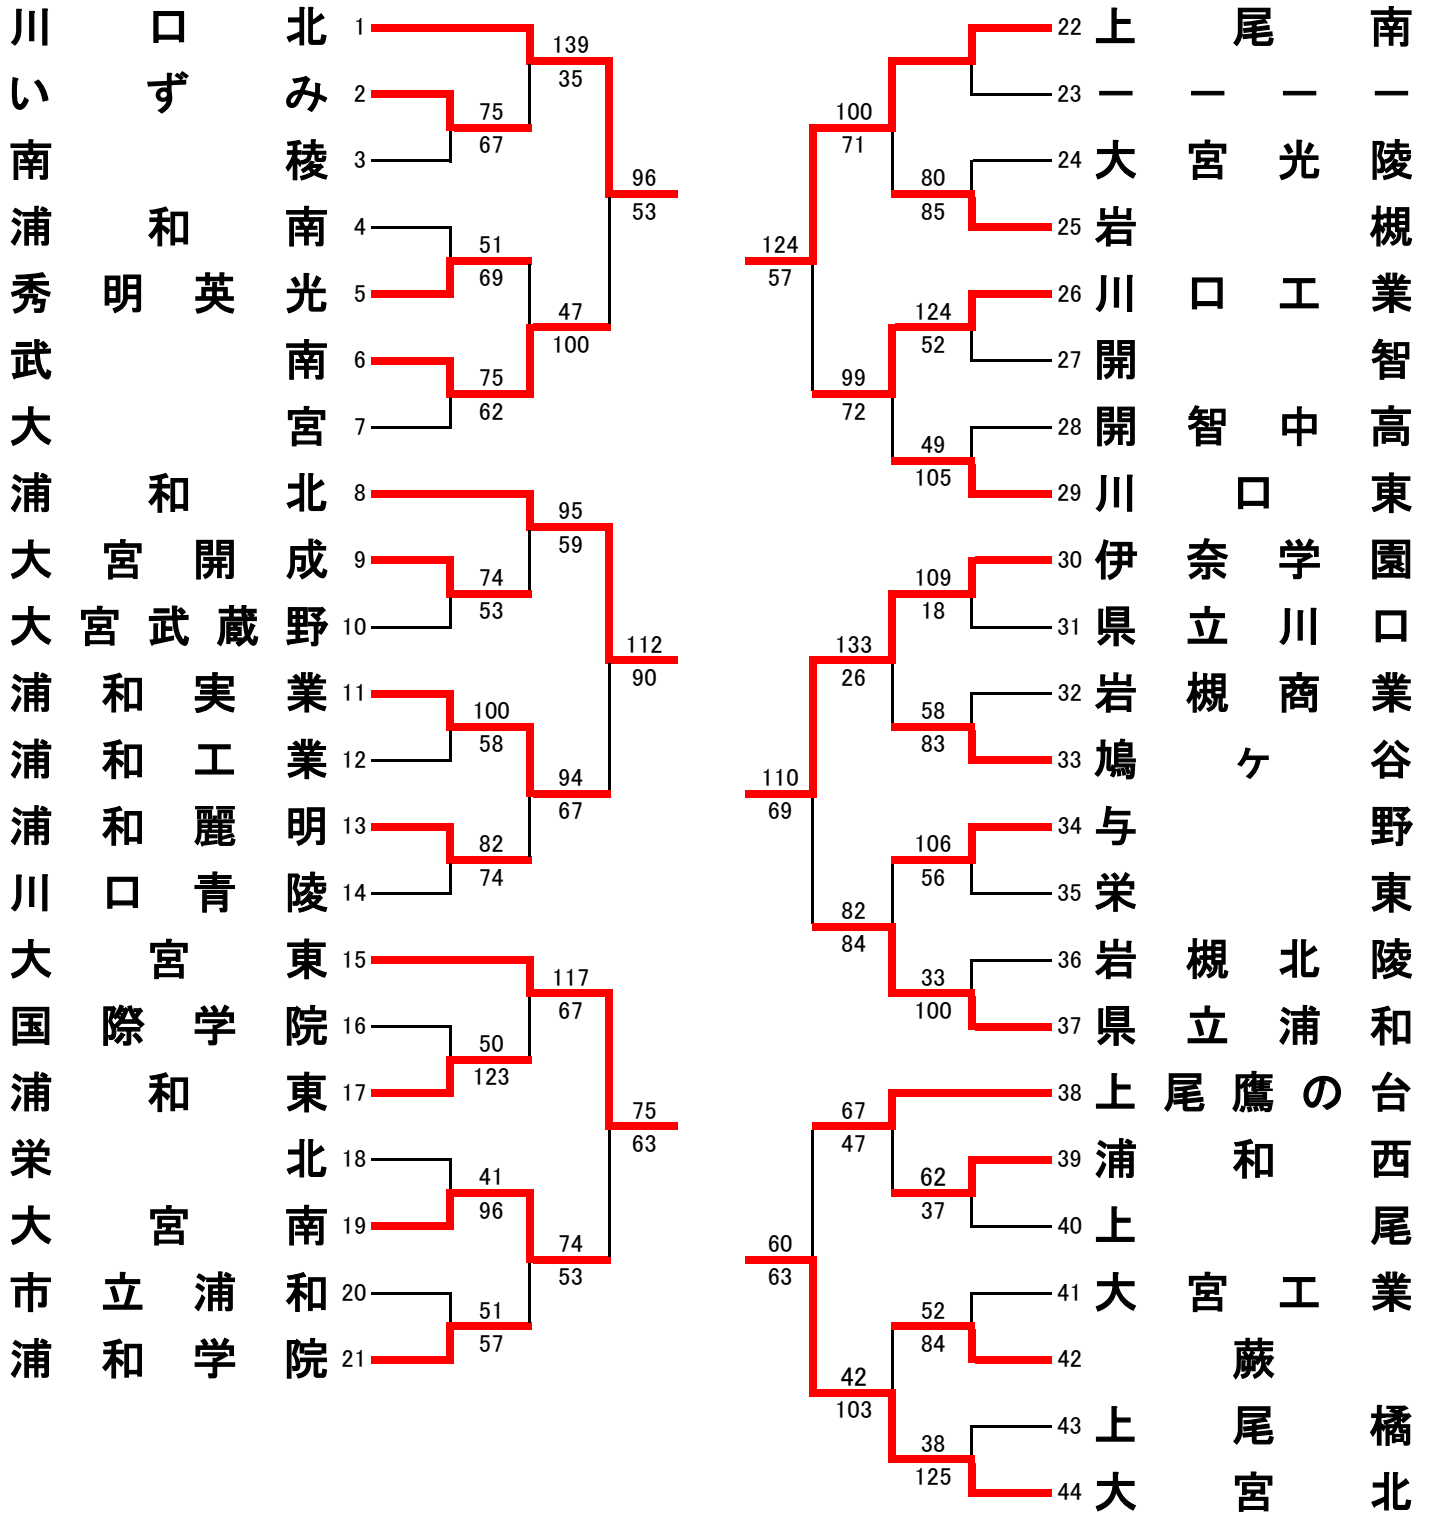 川口北 1
いずみ 2
南稜 3
浦和南 4
秀明英光 5
武南 6
大宮 7
浦和北 8
大宮開成 9
大宮武蔵野 10
浦和実業 11
浦和工業 12
浦和麗明 13
川口青陵 14
大宮東 15
国際学院 16
浦和東 17
栄北 18
大宮南 19
市立浦和 20
浦和学院 21
75
67
51
69
75
62
74
53
100
58
82
74
50
123
41
96
51
57
139
35
47
100
95
59
94
67
117
67
74
53
96
53
112
90
75
63
124
57
110
69
60
63
100
71
99
72
133
26
82
84
67
47
42
103
80
85
124
52
49
105
109
18
58
83
106
56
33
100
62
37
52
84
38
125
22 上尾南
23 ーーーー
24 大宮光陵
25 岩槻
26 川口工業
27 開智
28 開智中高
29 川口東
30 伊奈学園
31 県立川口
32 岩槻商業
33 鳩ヶ谷
34 与野
35 栄東
36 岩槻北陵
37 県立浦和
38 上尾鷹の台
39 浦和西
40 上尾
41 大宮工業
42 蕨
43 上尾橘
44 大宮北